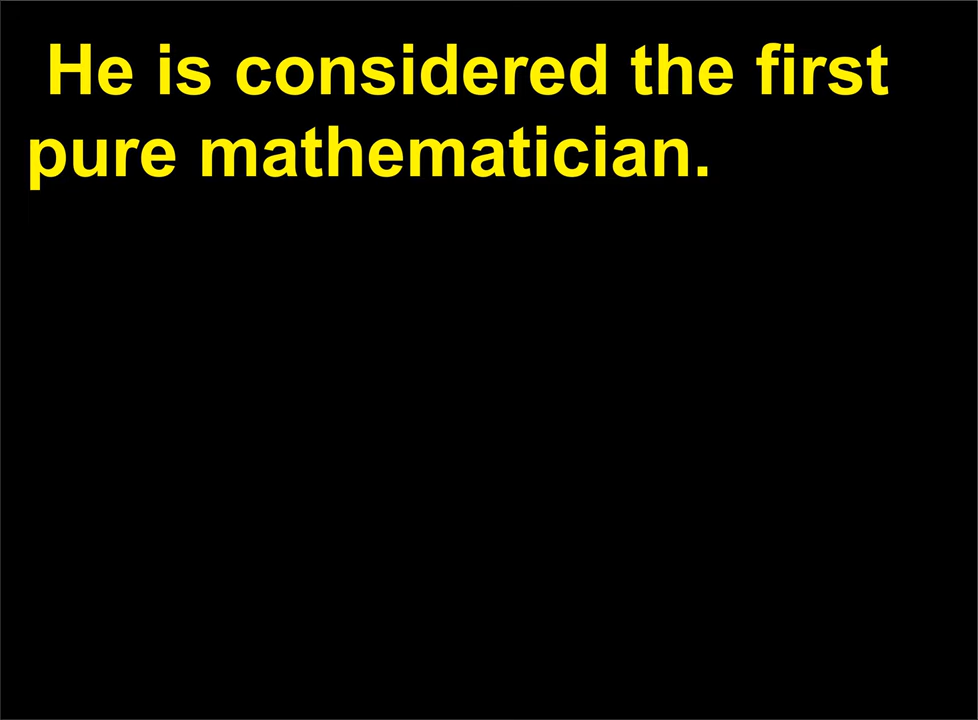 He is considered the first
pure mathematician.